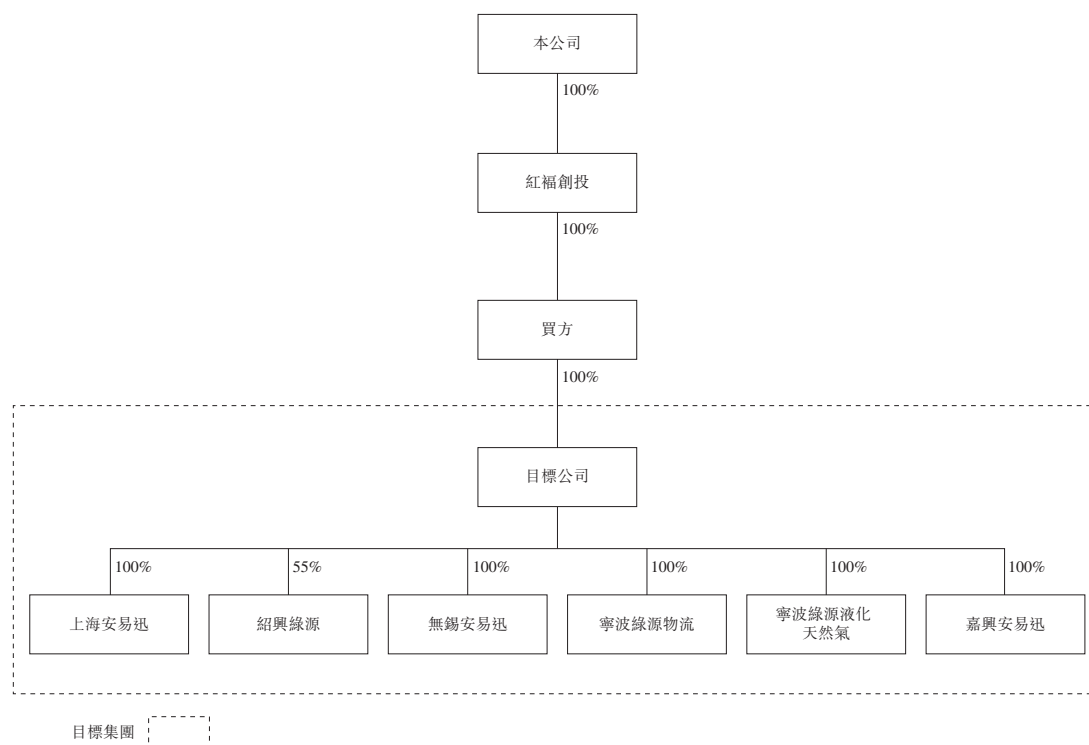 本公司
100%
紅福創投
100%
買方
100%
目標公司
100%
55%
100%
100%
100%
100%
上海安易迅
紹興綠源
無錫安易迅
寧波綠源物流
寧波綠源液化
天然氣
嘉興安易迅
目標集團